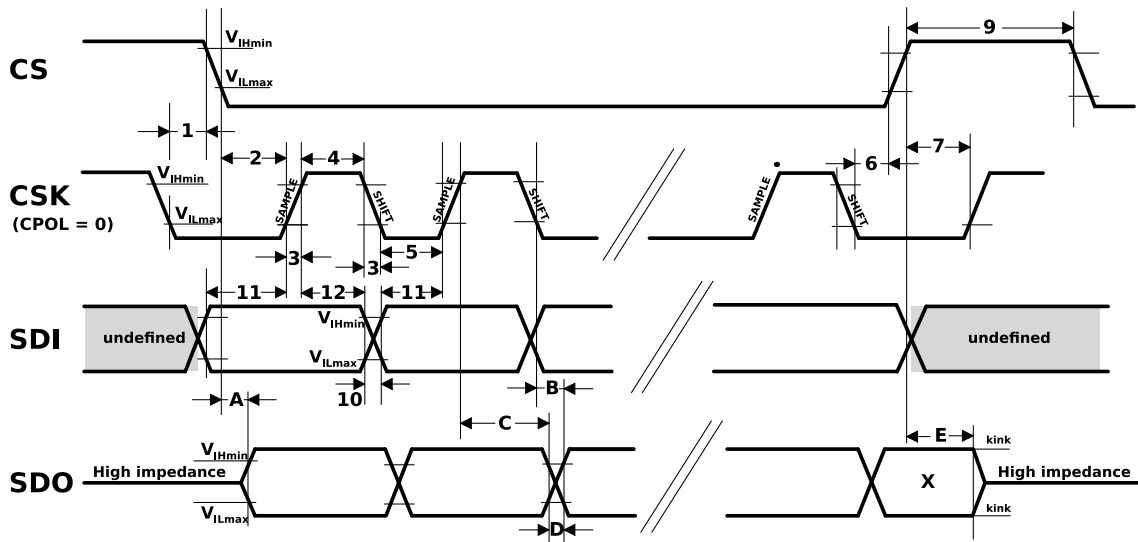 9
V_IHmin
CS
V_ILmax
1
2
4
6
7
V_IHmin
CSK
V_ILmax
(CPOL = 0)
SAMPLE
SHIFT
SAMPLE
SHIFT
SAMPLE
SHIFT
3
3
5
11
12
11
V_IHmin
SDI
undefined
undefined
V_ILmax
10
A
B
C
E
V_IHmin
kink
SDO
High impedance
X
High impedance
V_ILmax
kink
D